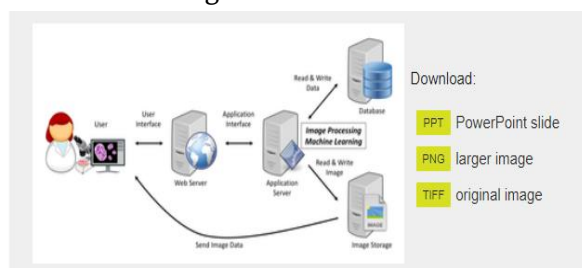 Read & Write
Data
Database
Download:
User
User
Interface
Application
Interface
Image Processing
Machine Learning
PPT PowerPoint slide
PNG larger image
TIFF original image
Web Server
Application
Server
Read & Write
Image
IMAGE
Image Storage
Send Image Data